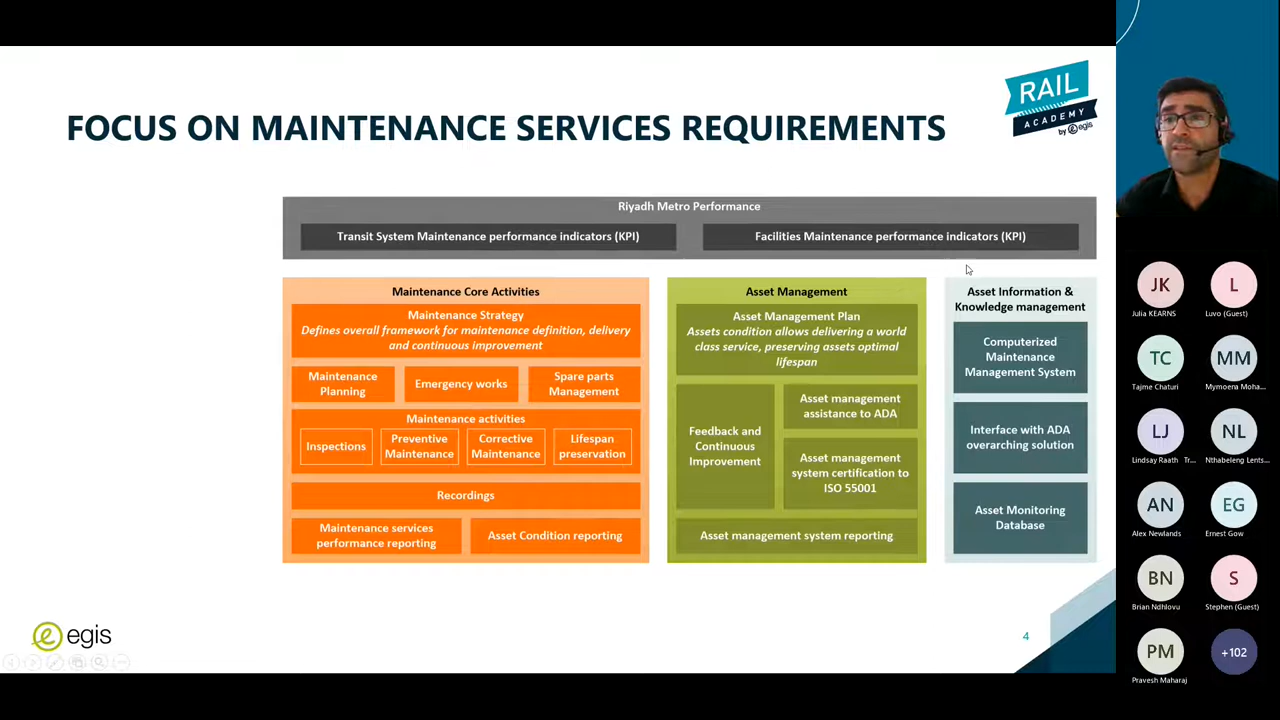 RAIL
ACADEMY
by egis
FOCUS ON MAINTENANCE SERVICES REQUIREMENTS
Riyadh Metro Performance
Transit System Maintenance performance indicators (KPI)
Facilities Maintenance performance indicators (KPI)
Maintenance Core Activities
Maintenance Strategy
Defines overall framework for maintenance definition, delivery
and continuous improvement
Maintenance
Planning
Emergency works
Spare parts
Management
Maintenance activities
Inspections
Preventive
Maintenance
Corrective
Maintenance
Lifespan
preservation
Recordings
Maintenance services
performance reporting
Asset Condition reporting
Asset Management
Asset Management Plan
Assets condition allows delivering a world
class service, preserving assets optimal
lifespan
Feedback and
Continuous
Improvement
Asset management
assistance to ADA
Asset management
system certification to
ISO 55001
Asset management system reporting
Asset Information &
Knowledge management
Computerized
Maintenance
Management System
Interface with ADA
overarching solution
Asset Monitoring
Database
egis
4
JK
Julia KEARNS
L
Luvo (Guest)
TC
Tajme Chaturi
MM
Mymoena Moha...
LJ
Lindsay Raath Tr...
NL
Nthabeleng Lents...
AN
Alex Newlands
EG
Ernest Gow
BN
Brian Ndhlovu
S
Stephen (Guest)
PM
Pravesh Maharaj
+102